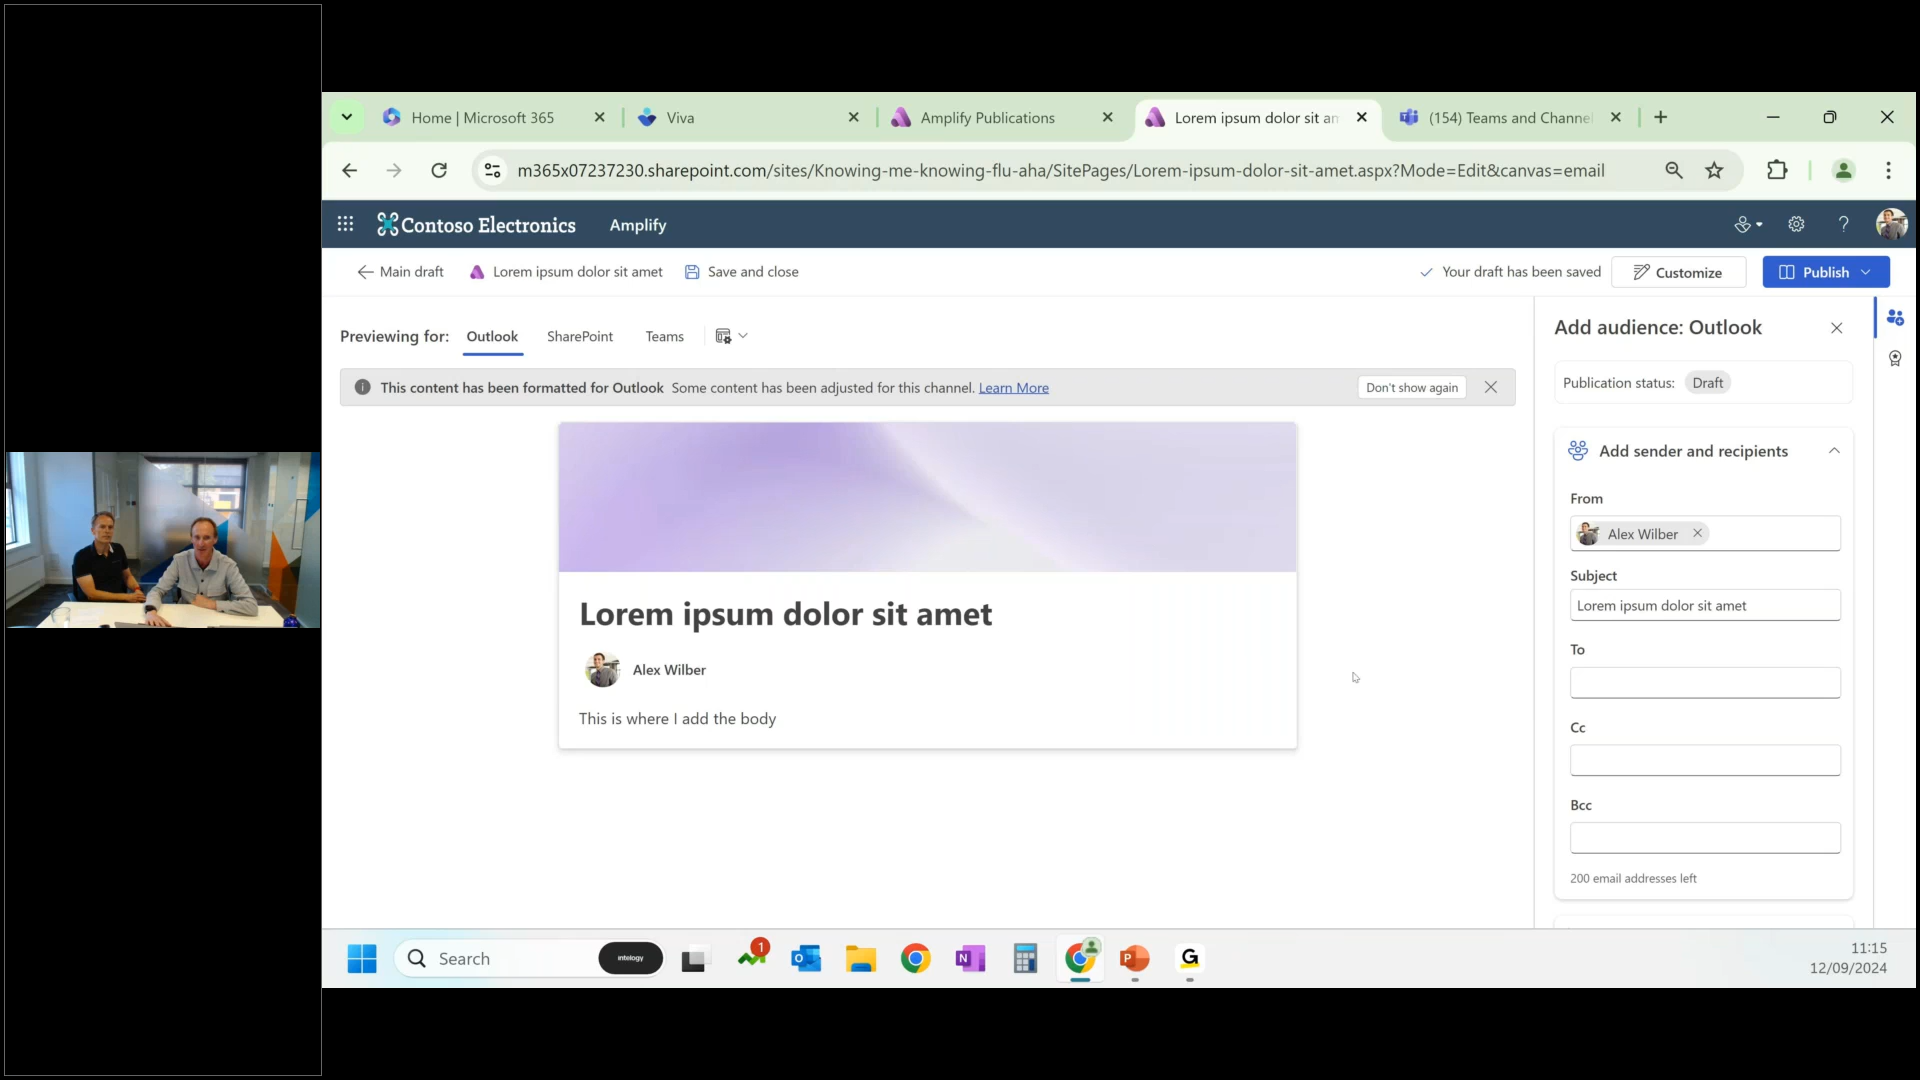 Home | Microsoft 365
Viva
Amplify Publications
Lorem ipsum dolor sit am
(154) Teams and Channe
m365x07237230.sharepoint.com/sites/Knowing-me-knowing-flu-aha/SitePages/Lorem-ipsum-dolor-sit-amet.aspx?Mode=Edit&canvas=email
Contoso Electronics
Amplify
Main draft
Lorem ipsum dolor sit amet
Save and close
Your draft has been saved
Customize
Publish
Previewing for:
Outlook
SharePoint
Teams
This content has been formatted for Outlook Some content has been adjusted for this channel. Learn More
Don't show again
Lorem ipsum dolor sit amet
Alex Wilber
This is where I add the body
Add audience: Outlook
Publication status: Draft
Add sender and recipients
From
Alex Wilber
Subject
Lorem ipsum dolor sit amet
To
Cc
Bcc
200 email addresses left
Search
intelogy
1
11:15
12/09/2024